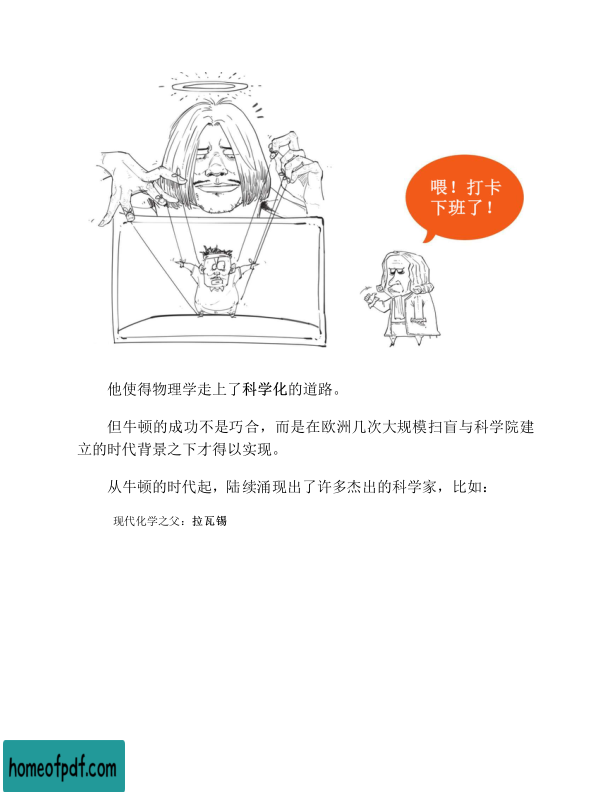 喂！打卡
下班了！
他使得物理学走上了科学化的道路。
但牛顿的成功不是巧合，而是在欧洲几次大规模扫盲与科学院建
立的时代背景之下才得以实现。
从牛顿的时代起，陆续涌现出了许多杰出的科学家，比如：
现代化学之父：拉瓦锡
homeofpdf.com